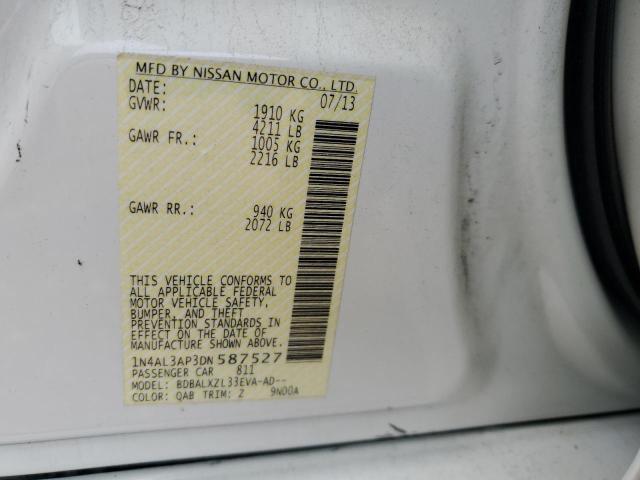 MFD BY NISSAN MOTOR CO., LTD.
DATE: 07/13
GVWR: 1910 KG
4211 LB
GAWR FR.: 1005 KG
2216 LB
GAWR RR.: 940 KG
2072 LB
THIS VEHICLE CONFORMS TO
ALL APPLICABLE FEDERAL
MOTOR VEHICLE SAFETY,
BUMPER, AND THEFT
PREVENTION STANDARDS IN
EFFECT ON THE DATE OF
MANUFACTURE SHOWN ABOVE.
1N4AL3AP3DN587527
PASSENGER CAR 811
MODEL: BDBALXZL33EVA-AD--
COLOR: QAB TRIM: Z 9N00A